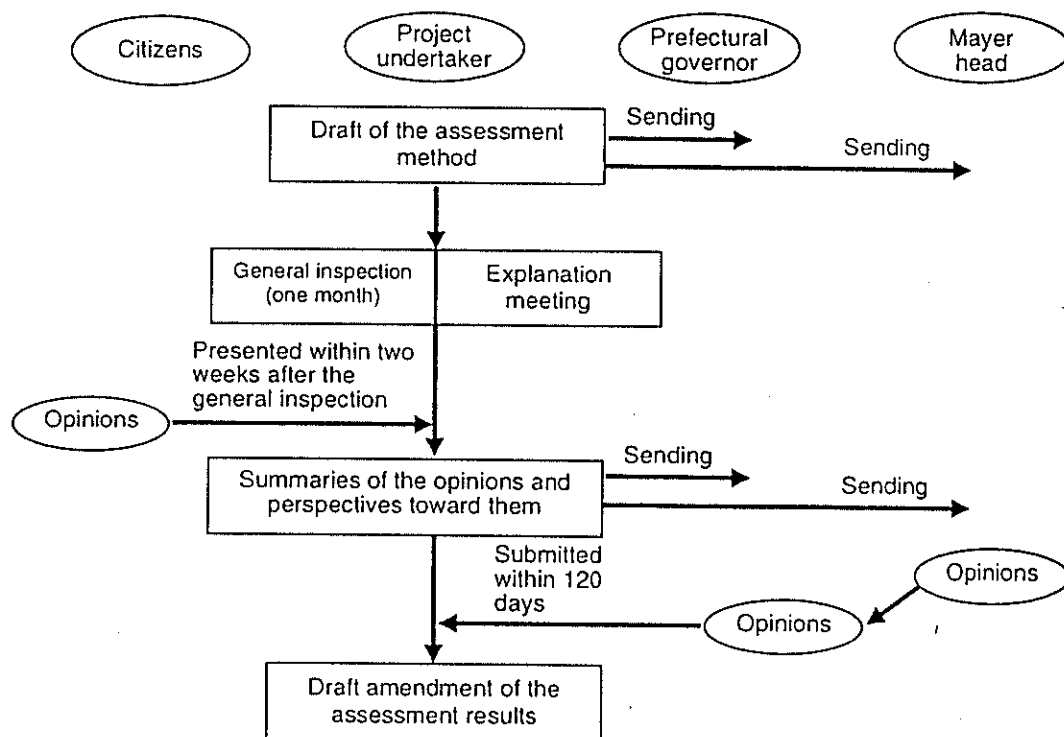 Citizens
Project
undertaker
Prefectural
governor
Mayer
head
Draft of the assessment
method
Sending
Sending
General inspection
(one month)
Explanation
meeting
Presented within two
weeks after the
general inspection
Opinions
Summaries of the opinions and
perspectives toward them
Sending
Sending
Submitted
within 120
days
Opinions
Opinions
Draft amendment of the
assessment results